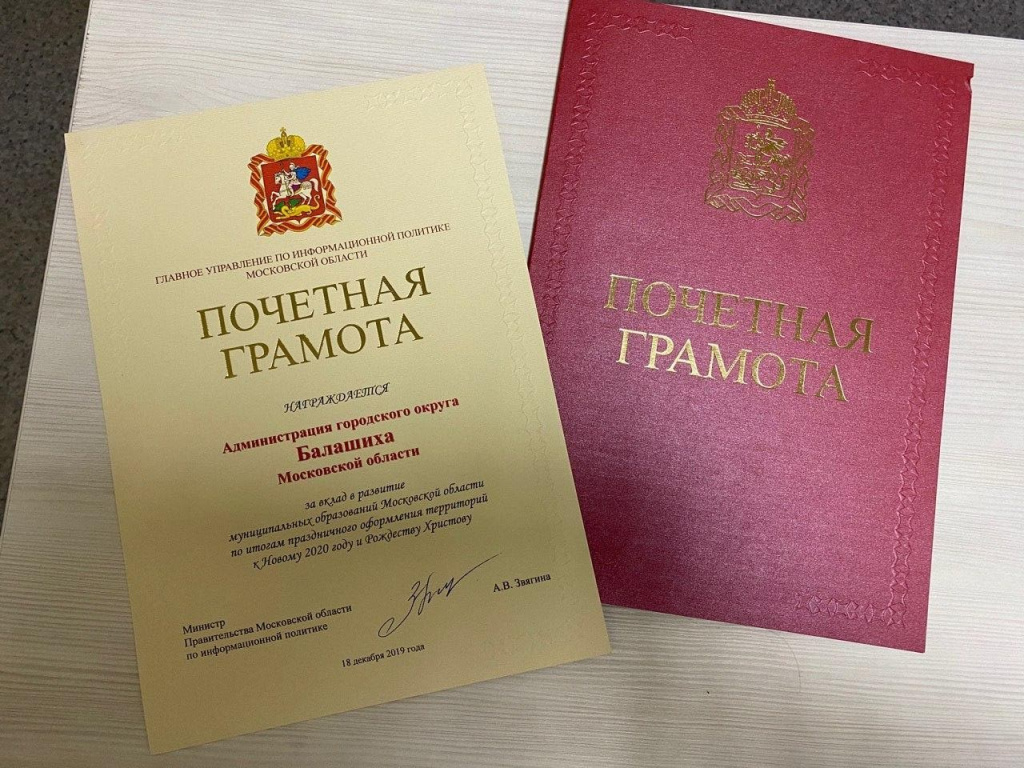 ГЛАВНОЕ УПРАВЛЕНИЕ ПО ИНФОРМАЦИОННОЙ ПОЛИТИКЕ
МОСКОВСКОЙ ОБЛАСТИ
ПОЧЕТНАЯ
ГРАМОТА
НАГРАЖДАЕТСЯ
Администрация городского округа
Балашиха
Московской области
за вклад в развитие
муниципальных образований Московской области
по итогам праздничного оформления территорий
к Новому 2020 году и Рождеству Христову
Министр
Правительства Московской области
по информационной политике
А.В. Звягина
18 декабря 2019 года
ПОЧЕТНАЯ
ГРАМОТА